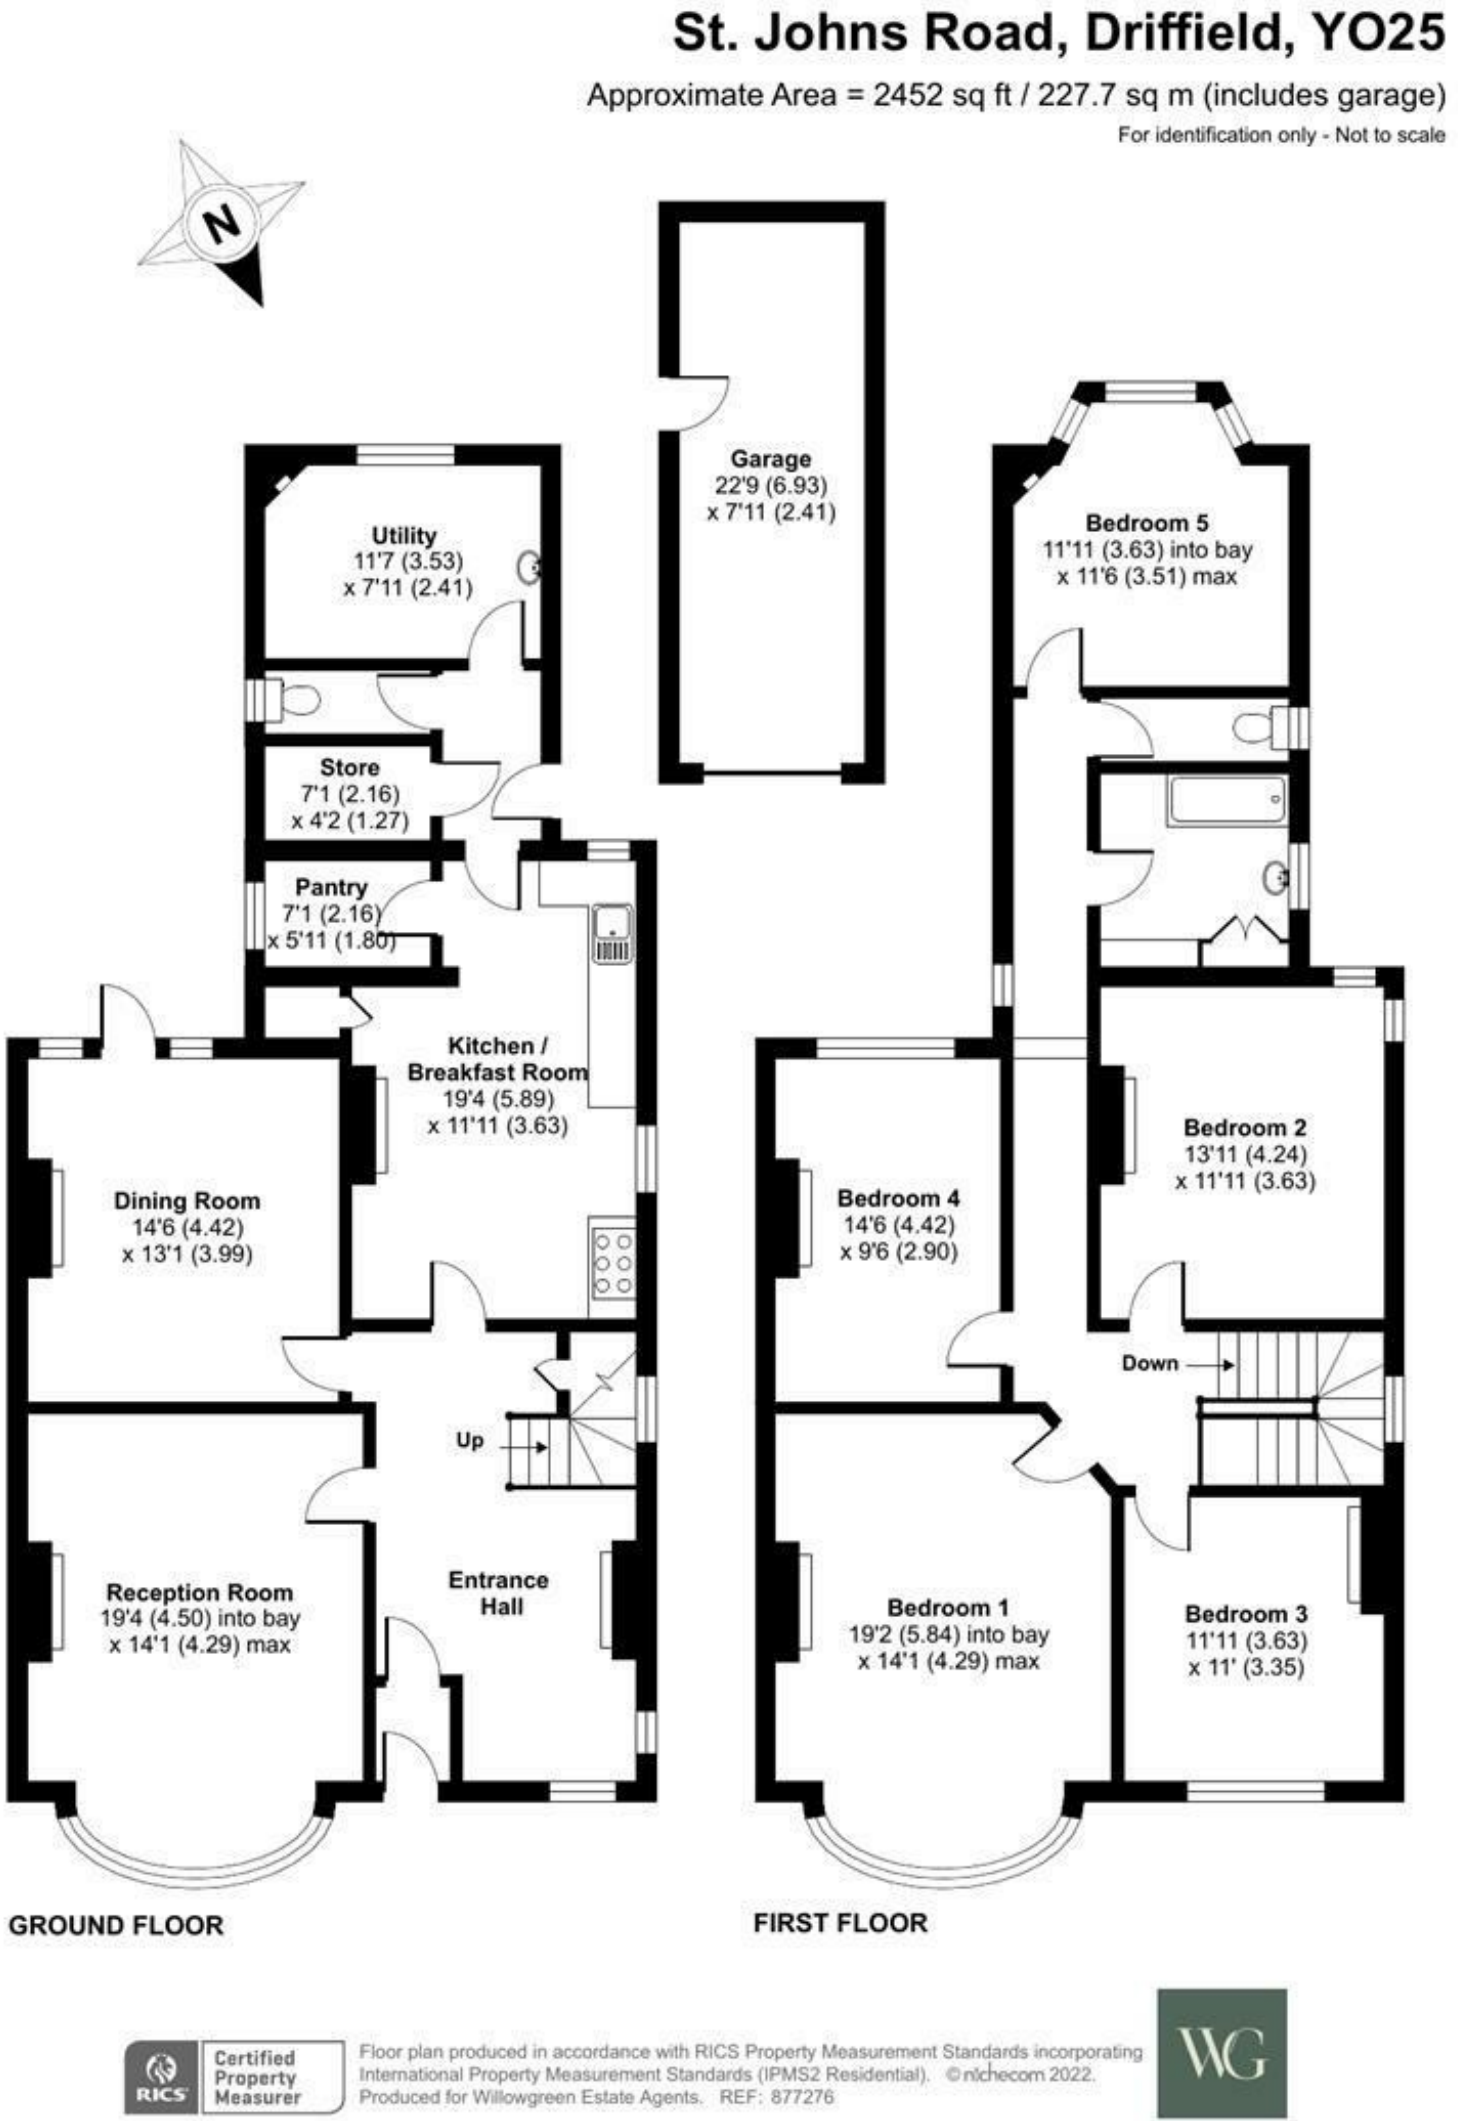 St. Johns Road, Driffield, YO25
Approximate Area = 2452 sq ft / 227.7 sq m (includes garage)
For identification only - Not to scale
N
Garage
22'9 (6.93)
x 7'11 (2.41)
Utility
11'7 (3.53)
x 7'11 (2.41)
Store
7'1 (2.16)
x 4'2 (1.27)
Pantry
7'1 (2.16)
x 5'11 (1.80)
Kitchen /
Breakfast Room
19'4 (5.89)
x 11'11 (3.63)
Dining Room
14'6 (4.42)
x 13'1 (3.99)
Up
Reception Room
19'4 (4.50) into bay
x 14'1 (4.29) max
Entrance
Hall
GROUND FLOOR
Bedroom 5
11'11 (3.63) into bay
x 11'6 (3.51) max
Bedroom 2
13'11 (4.24)
x 11'11 (3.63)
Bedroom 4
14'6 (4.42)
x 9'6 (2.90)
Down
Bedroom 1
19'2 (5.84) into bay
x 14'1 (4.29) max
Bedroom 3
11'11 (3.63)
x 11' (3.35)
FIRST FLOOR
RICS
Certified
Property
Measurer
Floor plan produced in accordance with RICS Property Measurement Standards incorporating
International Property Measurement Standards (IPMS2 Residential). © nichecom 2022.
Produced for Willowgreen Estate Agents. REF: 877276
WG